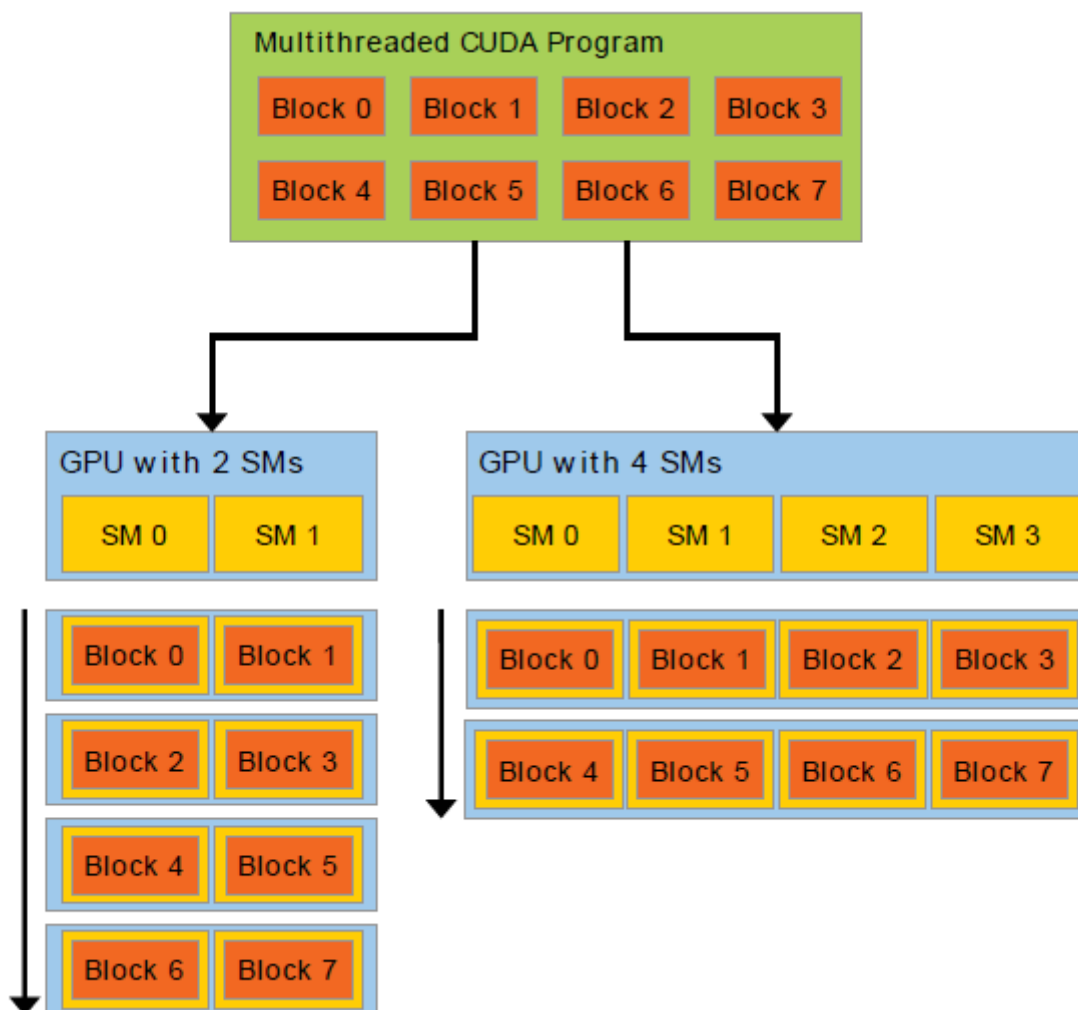 Multithreaded CUDA Program
Block 0 Block 1 Block 2 Block 3
Block 4 Block 5 Block 6 Block 7
GPU with 2 SMs
SM 0 SM 1
Block 0 Block 1
Block 2 Block 3
Block 4 Block 5
Block 6 Block 7
GPU with 4 SMs
SM 0 SM 1 SM 2 SM 3
Block 0 Block 1 Block 2 Block 3
Block 4 Block 5 Block 6 Block 7